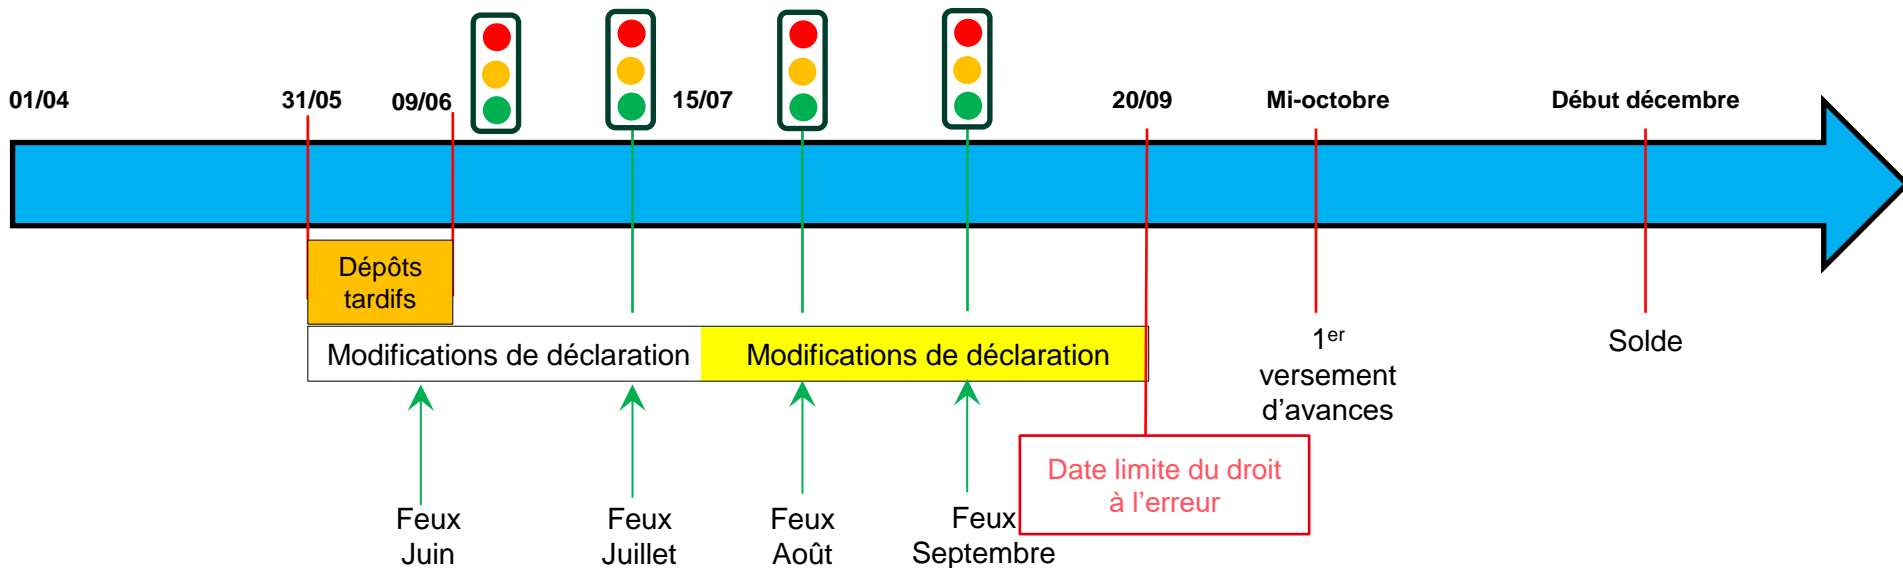 01/04
31/05
09/06
15/07
20/09
Mi-octobre
Début décembre
Dépôts
tardifs
Modifications de déclaration
Modifications de déclaration
1er
versement
d’avances
Solde
Date limite du droit
à l’erreur
Feux
Juin
Feux
Juillet
Feux
Août
Feux
Septembre